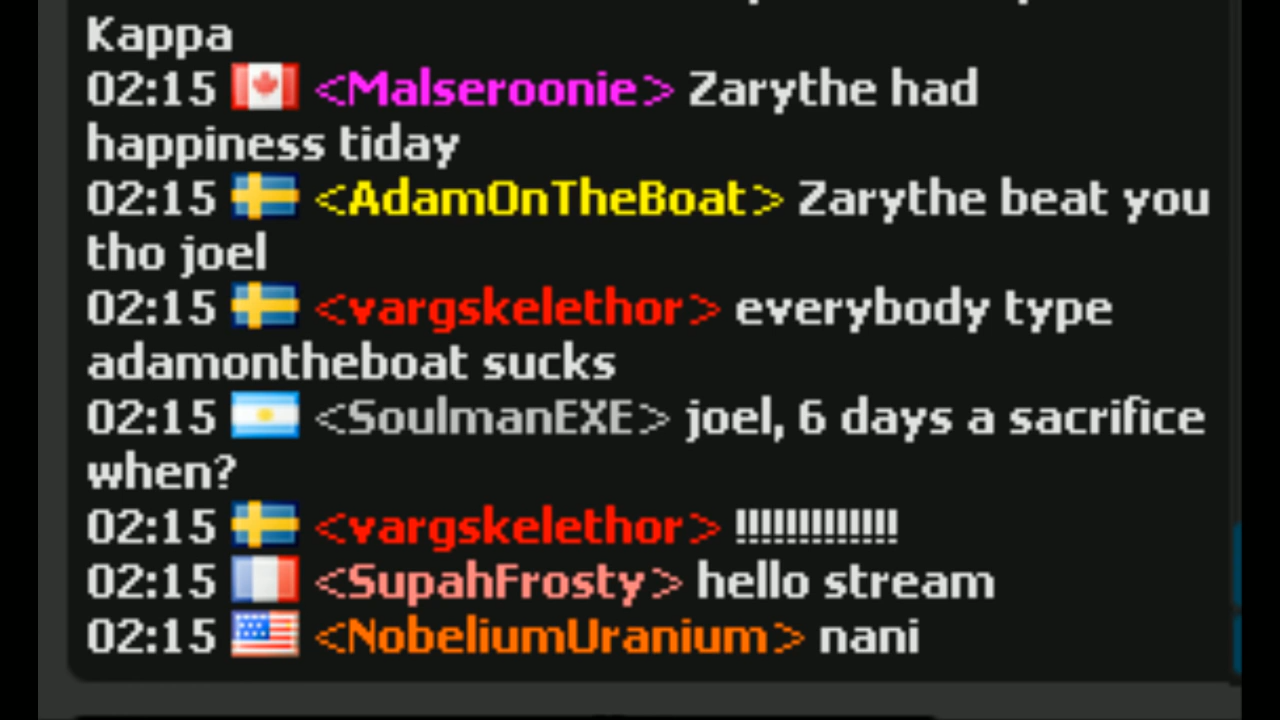 Kappa
02:15 <Malseroonie> Zarythe had
happiness tiday
02:15 <AdamOnTheBoat> Zarythe beat you
tho joel
02:15 <vargskelethor> everybody type
adamontheboat sucks
02:15 <SoulmanEXE> joel, 6 days a sacrifice
when?
02:15 <vargskelethor> !!!!!!!!!!!!!!
02:15 <SupahFrosty> hello stream
02:15 <NobeliumUranium> nani